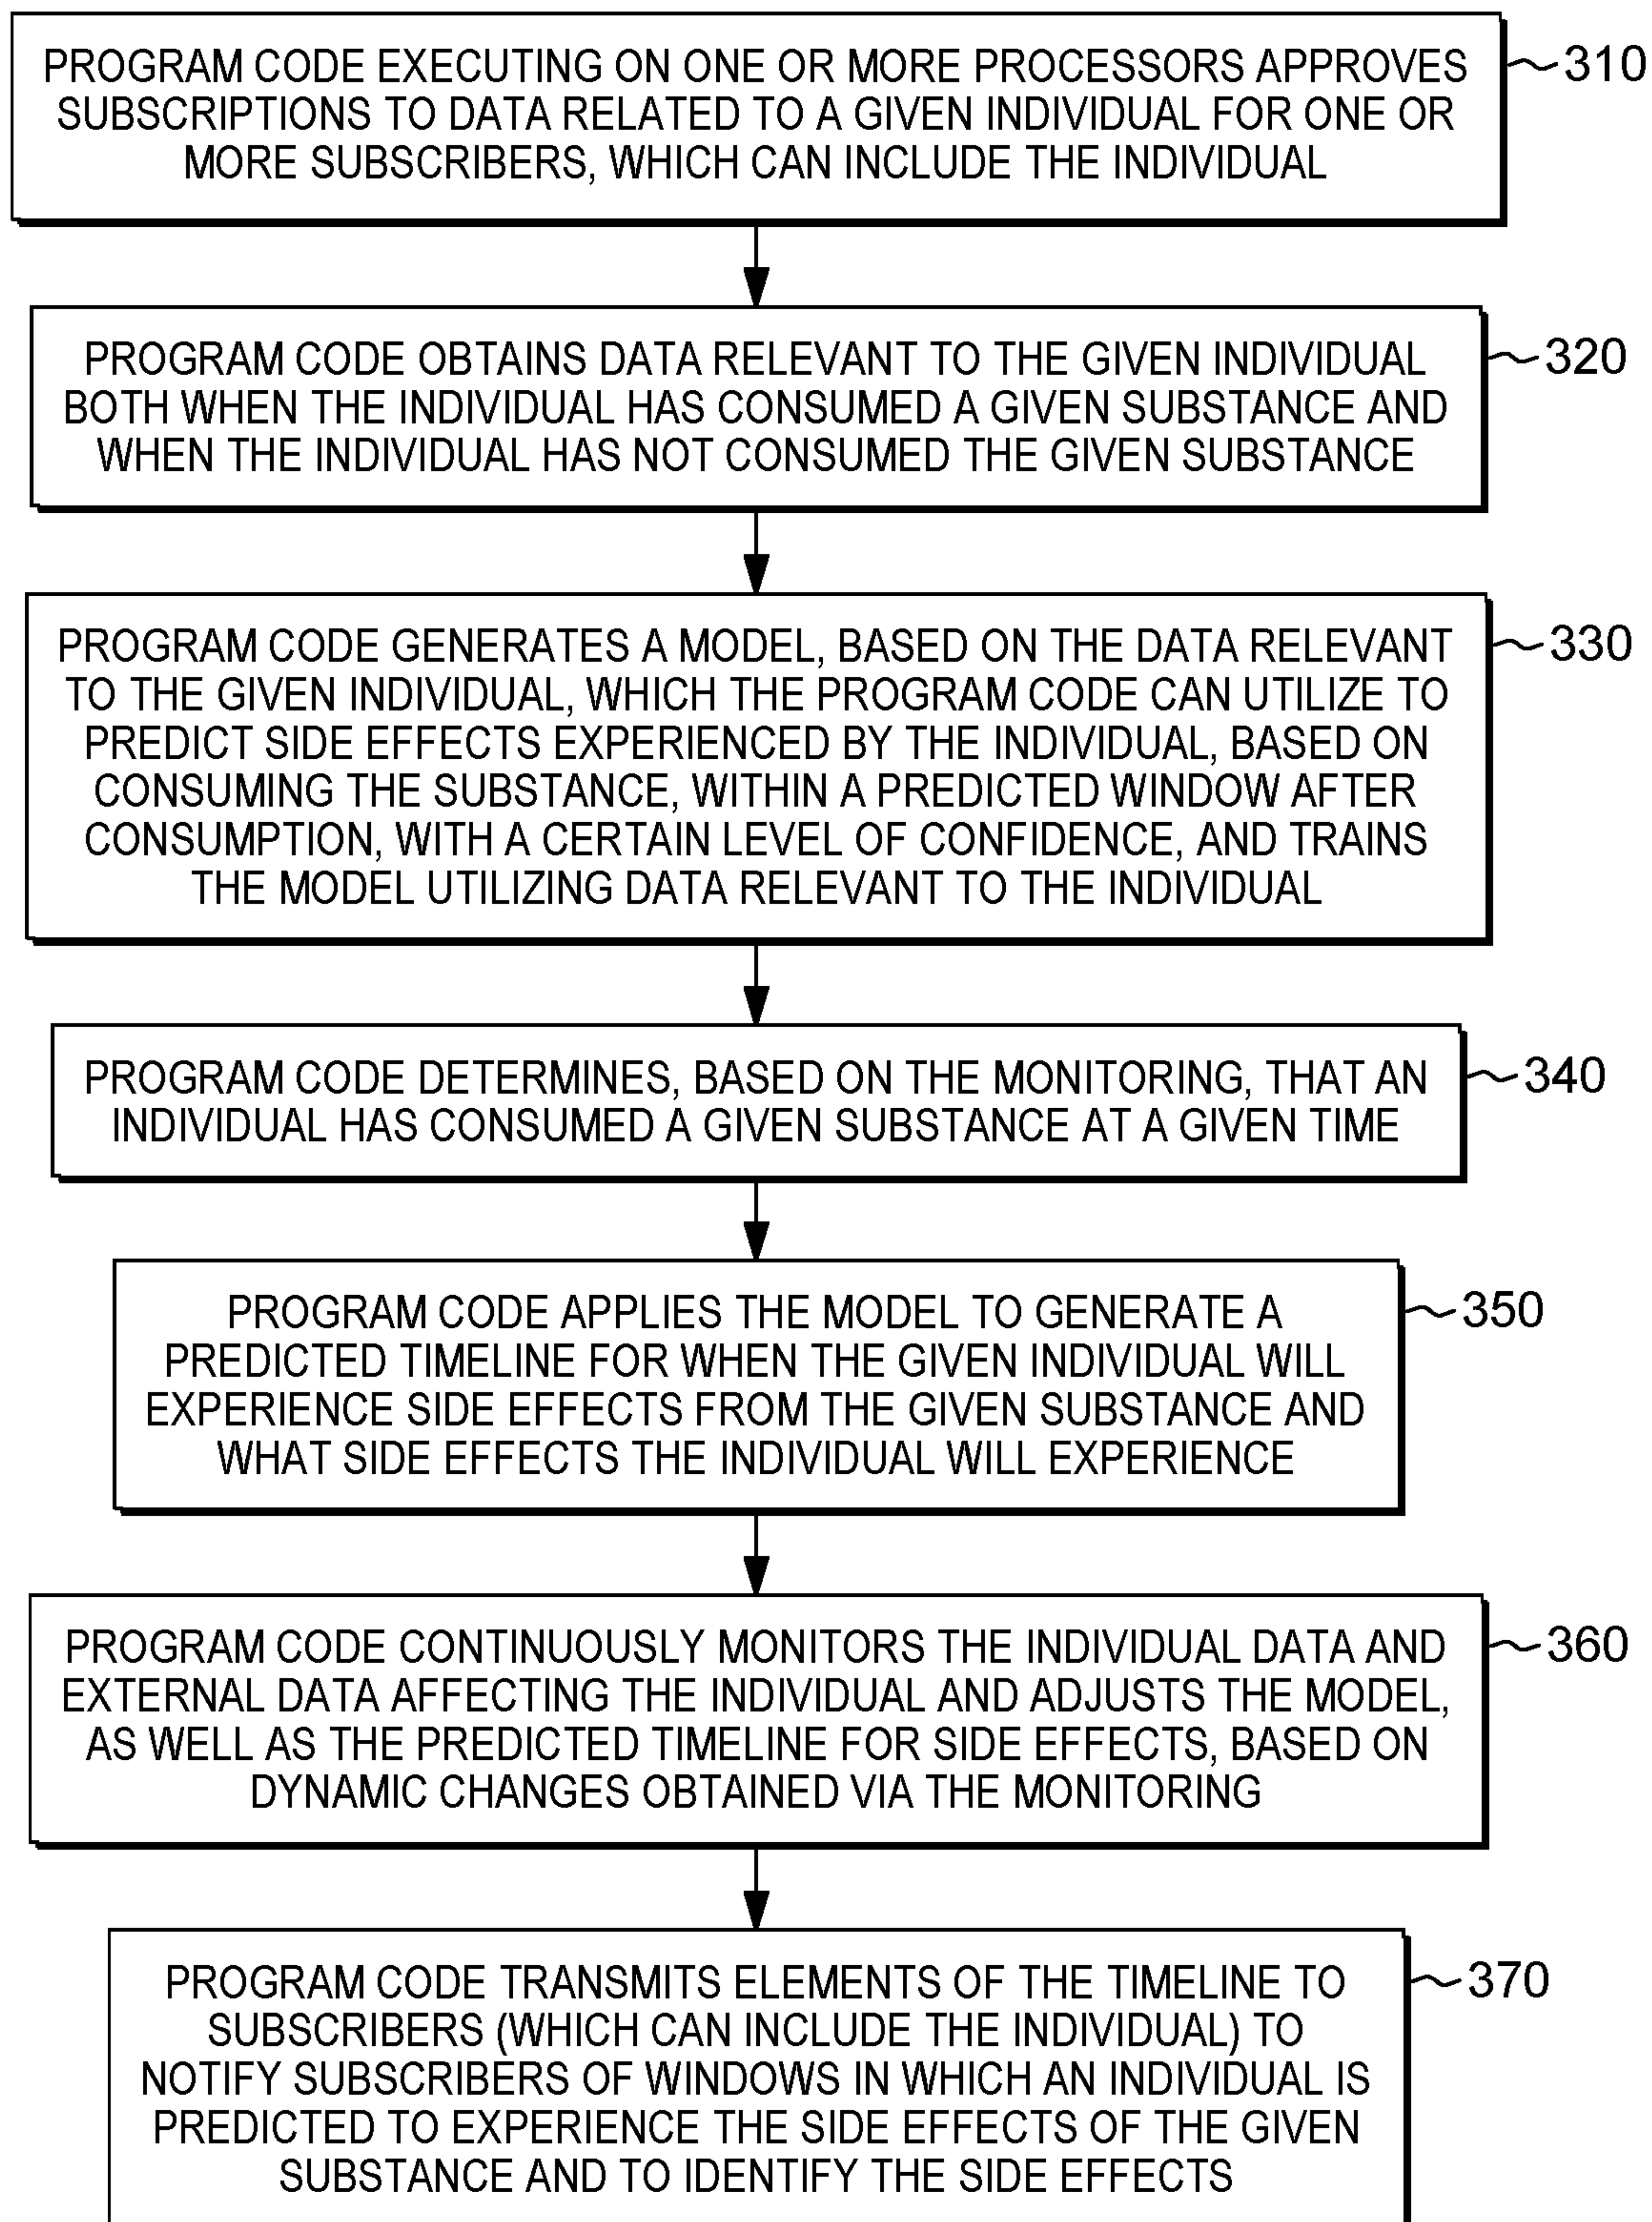 PROGRAM CODE EXECUTING ON ONE OR MORE PROCESSORS APPROVES
SUBSCRIPTIONS TO DATA RELATED TO A GIVEN INDIVIDUAL FOR ONE OR
MORE SUBSCRIBERS, WHICH CAN INCLUDE THE INDIVIDUAL
310
PROGRAM CODE OBTAINS DATA RELEVANT TO THE GIVEN INDIVIDUAL
BOTH WHEN THE INDIVIDUAL HAS CONSUMED A GIVEN SUBSTANCE AND
WHEN THE INDIVIDUAL HAS NOT CONSUMED THE GIVEN SUBSTANCE
320
PROGRAM CODE GENERATES A MODEL, BASED ON THE DATA RELEVANT
TO THE GIVEN INDIVIDUAL, WHICH THE PROGRAM CODE CAN UTILIZE TO
PREDICT SIDE EFFECTS EXPERIENCED BY THE INDIVIDUAL, BASED ON
CONSUMING THE SUBSTANCE, WITHIN A PREDICTED WINDOW AFTER
CONSUMPTION, WITH A CERTAIN LEVEL OF CONFIDENCE, AND TRAINS
THE MODEL UTILIZING DATA RELEVANT TO THE INDIVIDUAL
330
PROGRAM CODE DETERMINES, BASED ON THE MONITORING, THAT AN
INDIVIDUAL HAS CONSUMED A GIVEN SUBSTANCE AT A GIVEN TIME
340
PROGRAM CODE APPLIES THE MODEL TO GENERATE A
PREDICTED TIMELINE FOR WHEN THE GIVEN INDIVIDUAL WILL
EXPERIENCE SIDE EFFECTS FROM THE GIVEN SUBSTANCE AND
WHAT SIDE EFFECTS THE INDIVIDUAL WILL EXPERIENCE
350
PROGRAM CODE CONTINUOUSLY MONITORS THE INDIVIDUAL DATA AND
EXTERNAL DATA AFFECTING THE INDIVIDUAL AND ADJUSTS THE MODEL,
AS WELL AS THE PREDICTED TIMELINE FOR SIDE EFFECTS, BASED ON
DYNAMIC CHANGES OBTAINED VIA THE MONITORING
360
PROGRAM CODE TRANSMITS ELEMENTS OF THE TIMELINE TO
SUBSCRIBERS (WHICH CAN INCLUDE THE INDIVIDUAL) TO
NOTIFY SUBSCRIBERS OF WINDOWS IN WHICH AN INDIVIDUAL IS
PREDICTED TO EXPERIENCE THE SIDE EFFECTS OF THE GIVEN
SUBSTANCE AND TO IDENTIFY THE SIDE EFFECTS
370